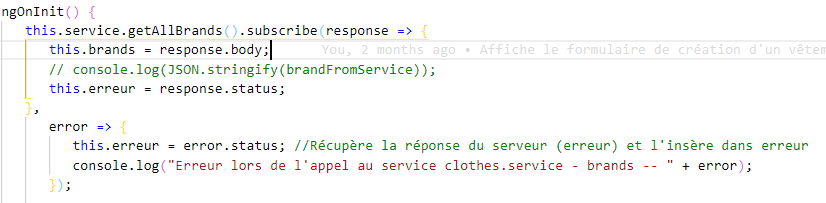 ngOnInit() {
this.service.getAllBrands().subscribe(response => {
this.brands = response.body; You, 2 months ago • Affiche le formulaire de création d'un vêtem
// console.log(JSON.stringify(brandFromService));
this.erreur = response.status;
},
error => {
this.erreur = error.status; //Récupère la réponse du serveur (erreur) et l'insère dans erreur
console.log("Erreur lors de l'appel au service clothes.service - brands -- " + error);
});